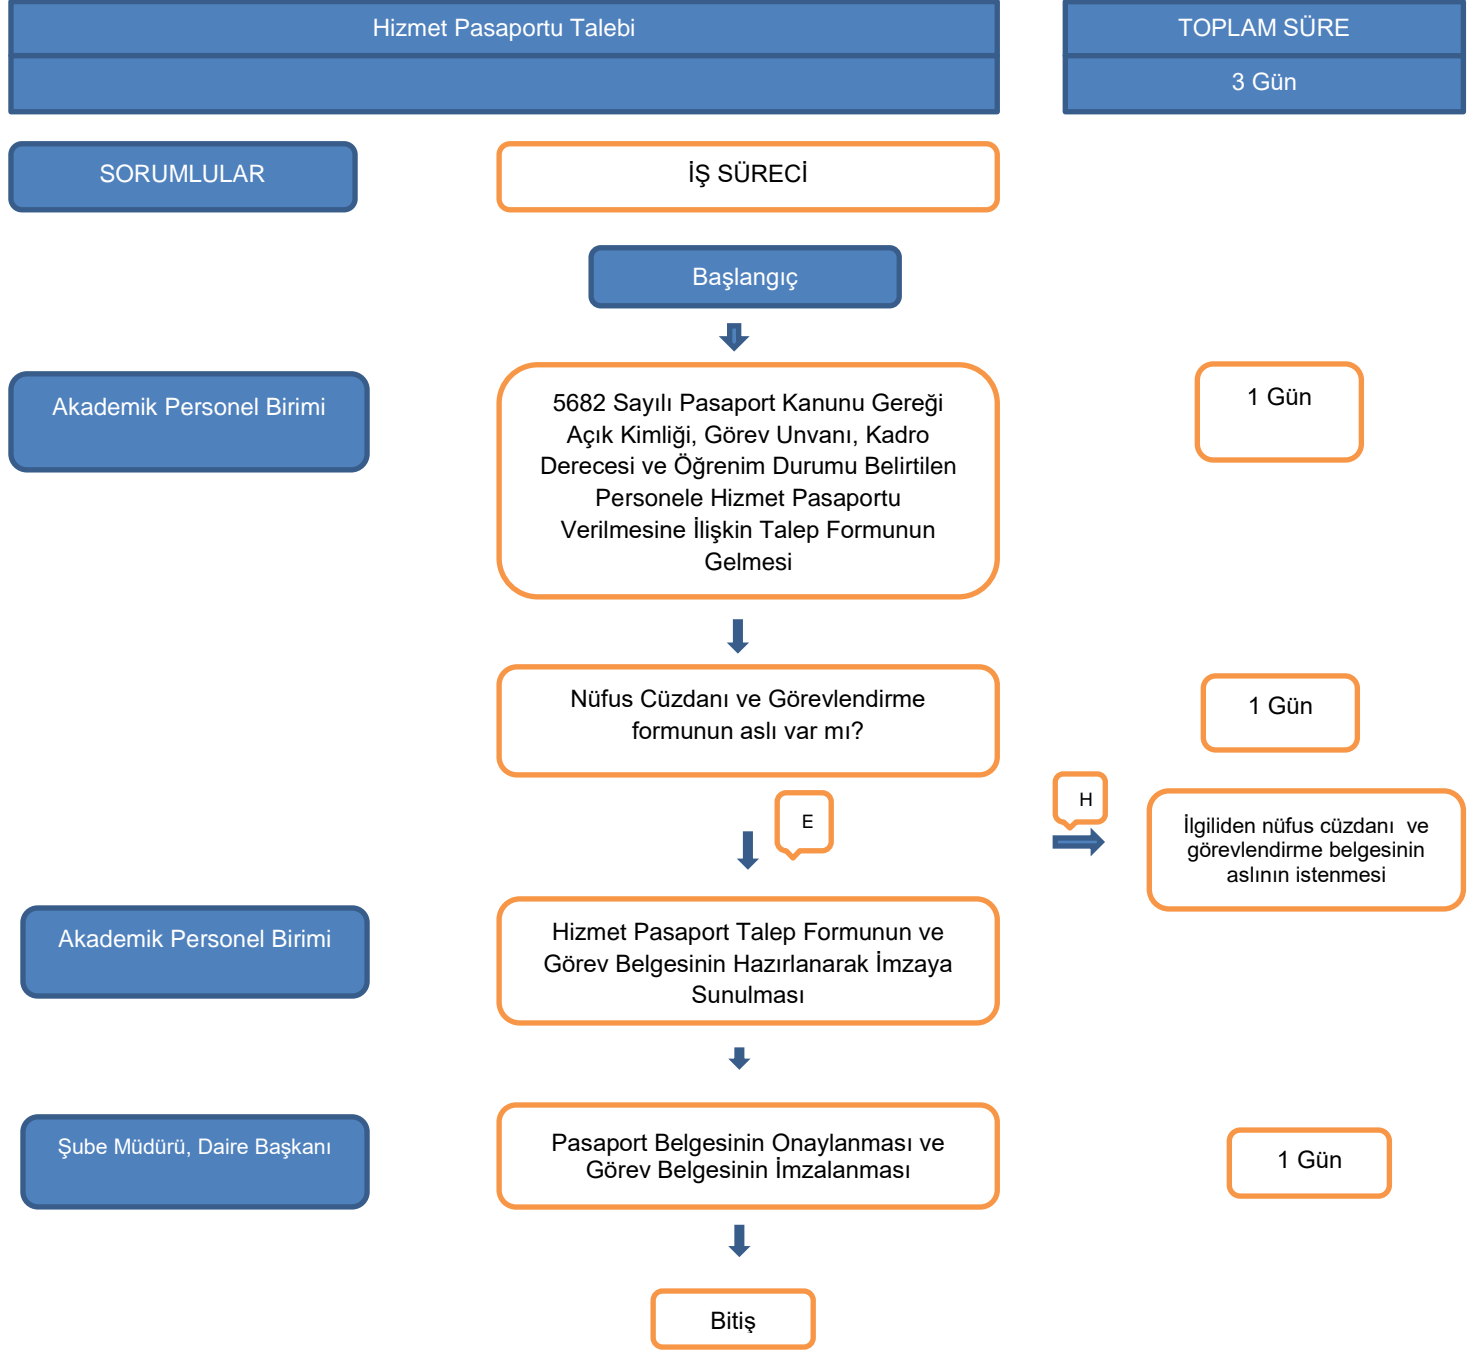 Hizmet Pasaportu Talebi
TOPLAM SÜRE
3 Gün
SORUMLULAR
İŞ SÜRECİ
Başlangıç
Akademik Personel Birimi
5682 Sayılı Pasaport Kanunu Gereği
Açık Kimliği, Görev Unvanı, Kadro
Derecesi ve Öğrenim Durumu Belirtilen
Personele Hizmet Pasaportu
Verilmesine İlişkin Talep Formunun
Gelmesi
1 Gün
Nüfus Cüzdanı ve Görevlendirme
formunun aslı var mı?
1 Gün
E
H
İlgiliden nüfus cüzdanı ve
görevlendirme belgesinin
aslının istenmesi
Akademik Personel Birimi
Hizmet Pasaport Talep Formunun ve
Görev Belgesinin Hazırlanarak İmzaya
Sunulması
Şube Müdürü, Daire Başkanı
Pasaport Belgesinin Onaylanması ve
Görev Belgesinin İmzalanması
1 Gün
Bitiş